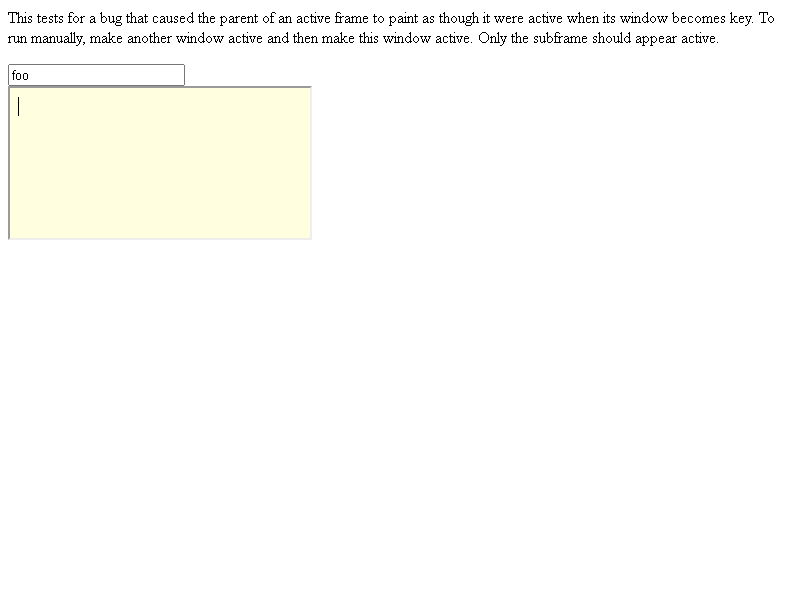 This tests for a bug that caused the parent of an active frame to paint as though it were active when its window becomes key. To
run manually, make another window active and then make this window active. Only the subframe should appear active.
foo